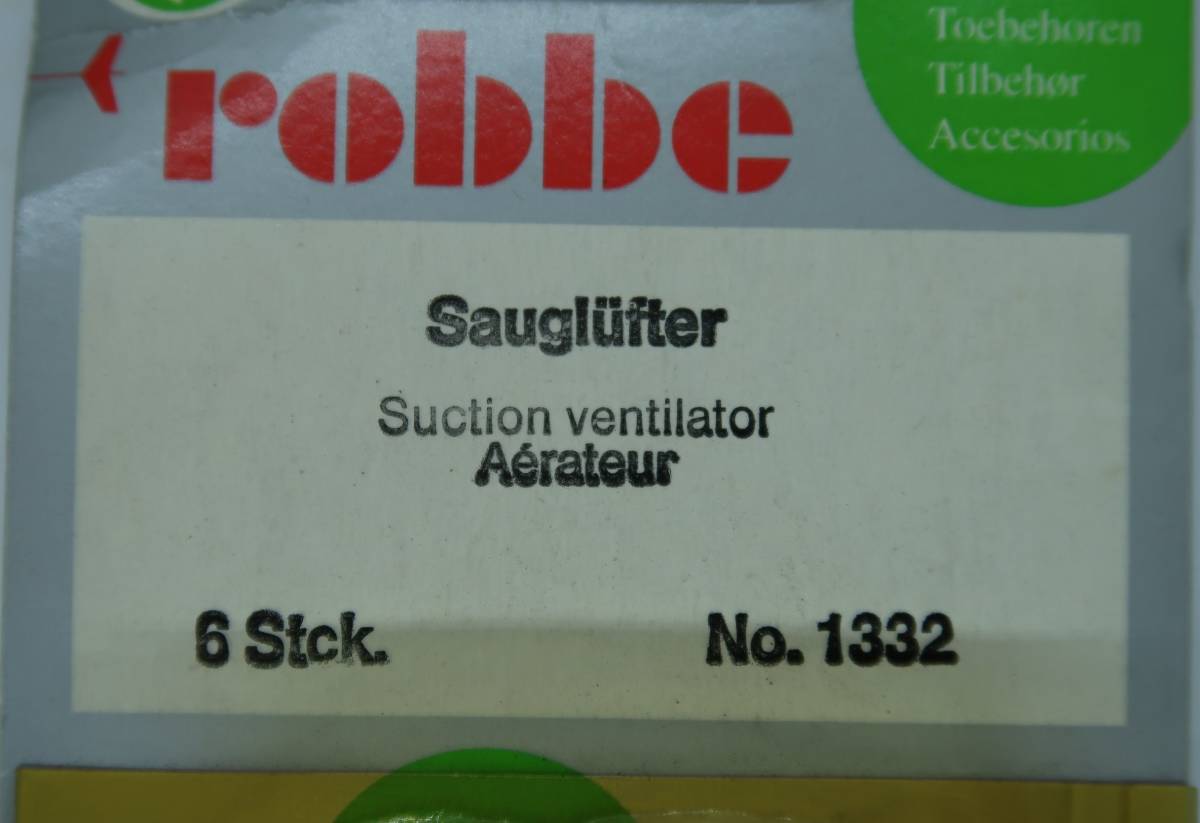 robbe
Toebehoren
Tilbehør
Accesorios
Sauglüfter
Suction ventilator
Aérateur
6 Stck.
No. 1332